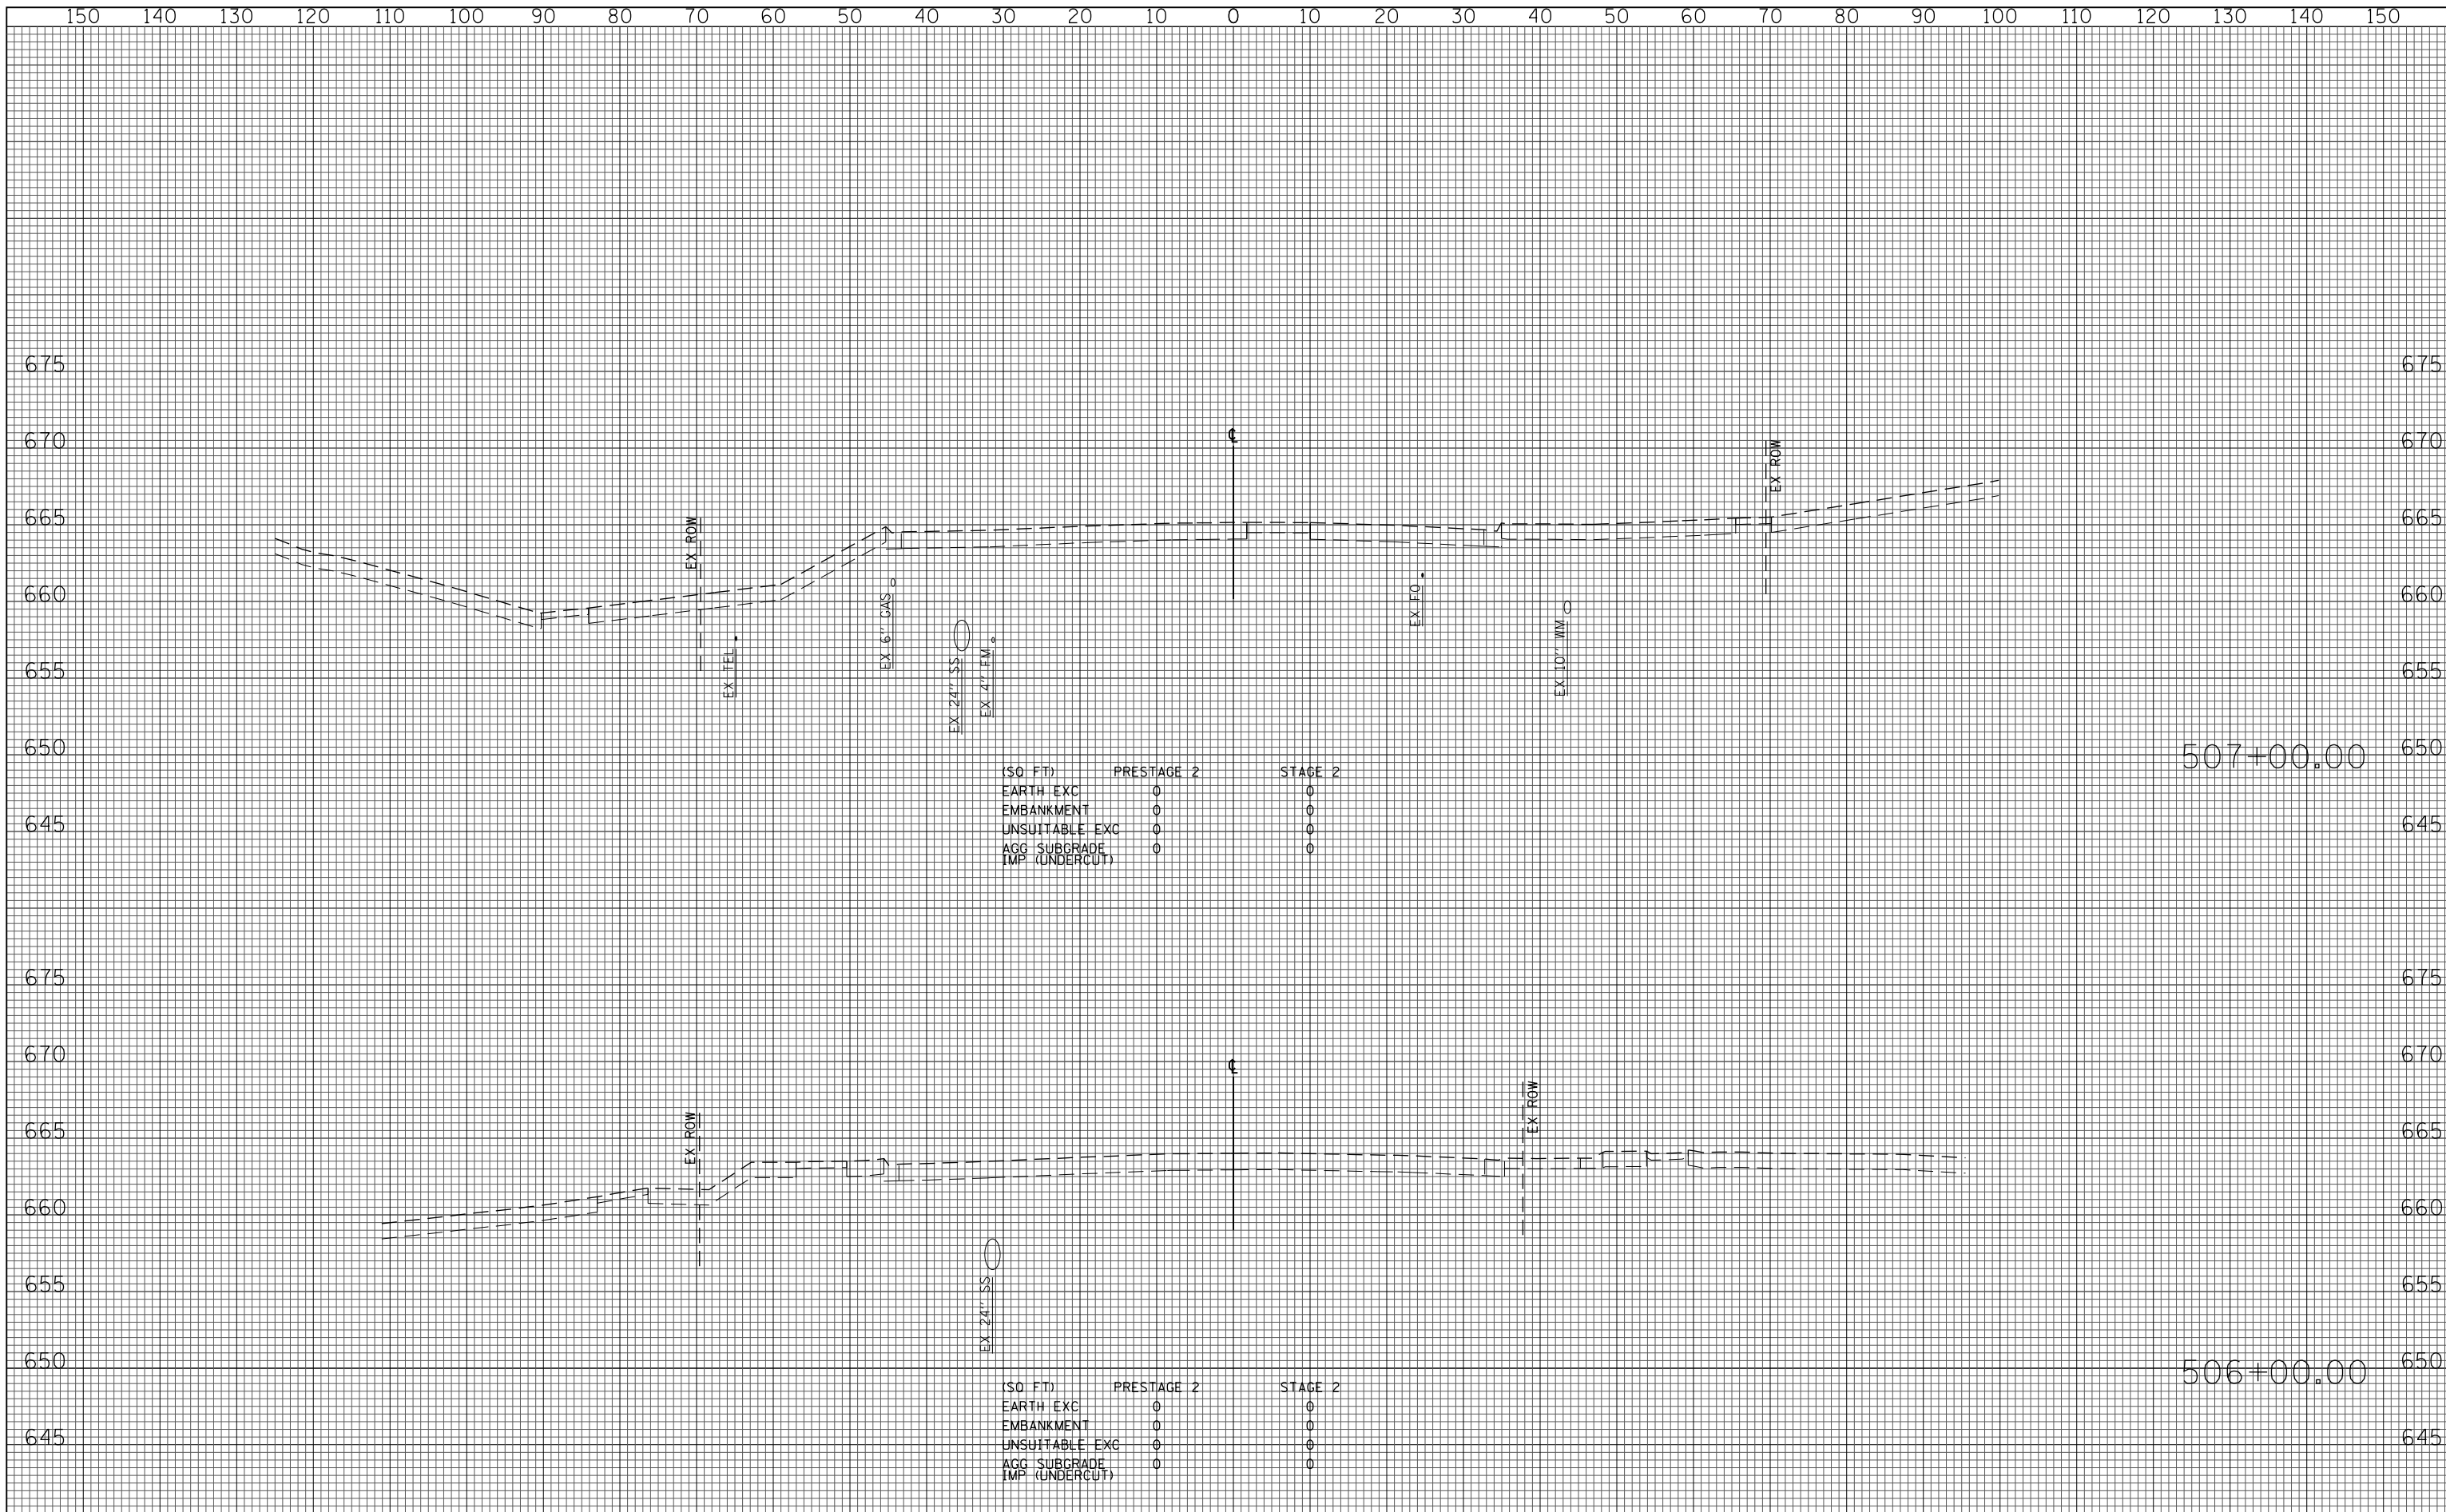 150 140 130 120 110 100 90 80 70 60 50 40 30 20 10 0 10 20 30 40 50 60 70 80 90 100 110 120 130 140 150
675 675
670 ℄ EX ROW 670
665 EX ROW 665
660 EX 6" GAS EX FO 660
655 EX TEL EX 24" SS EX 4" FM EX 10" WM 655
650 507+00.00 650
(SQ FT) PRESTAGE 2 STAGE 2
EARTH EXC 0 0
EMBANKMENT 0 0
645 645
UNSUITABLE EXC 0 0
AGG SUBGRADE 0 0
IMP (UNDERCUT)
675 675
670 ℄ 670
665 EX ROW EX ROW 665
660 660
655 EX 24" SS 655
650 506+00.00 650
(SQ FT) PRESTAGE 2 STAGE 2
EARTH EXC 0 0
EMBANKMENT 0 0
645 645
UNSUITABLE EXC 0 0
AGG SUBGRADE 0 0
IMP (UNDERCUT)